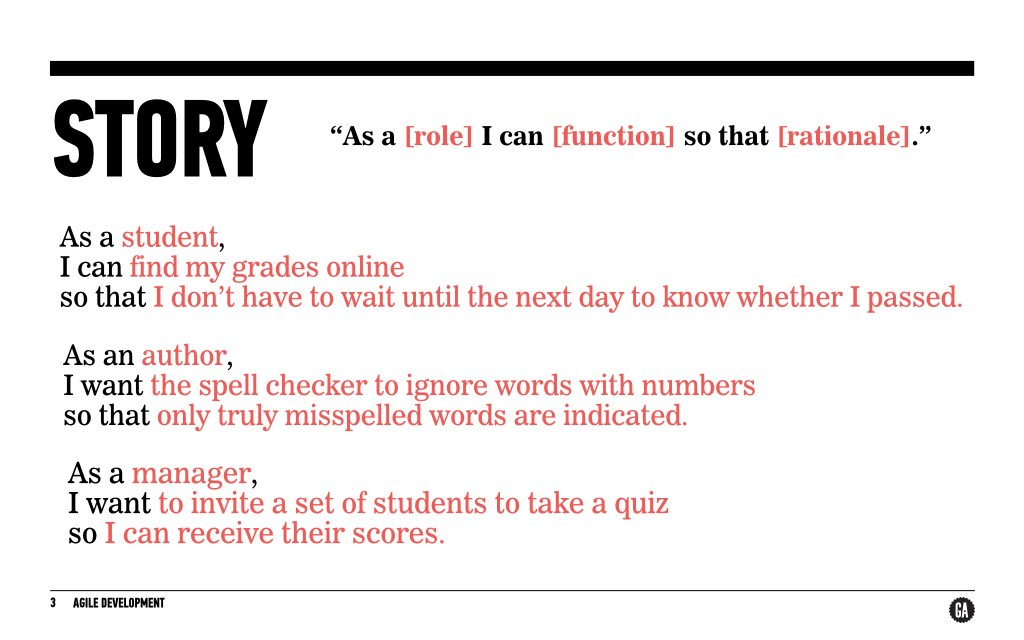 STORY
“As a [role] I can [function] so that [rationale].”
As a student,
I can find my grades online
so that I don’t have to wait until the next day to know whether I passed.
As an author,
I want the spell checker to ignore words with numbers
so that only truly misspelled words are indicated.
As a manager,
I want to invite a set of students to take a quiz
so I can receive their scores.
3 AGILE DEVELOPMENT
GA